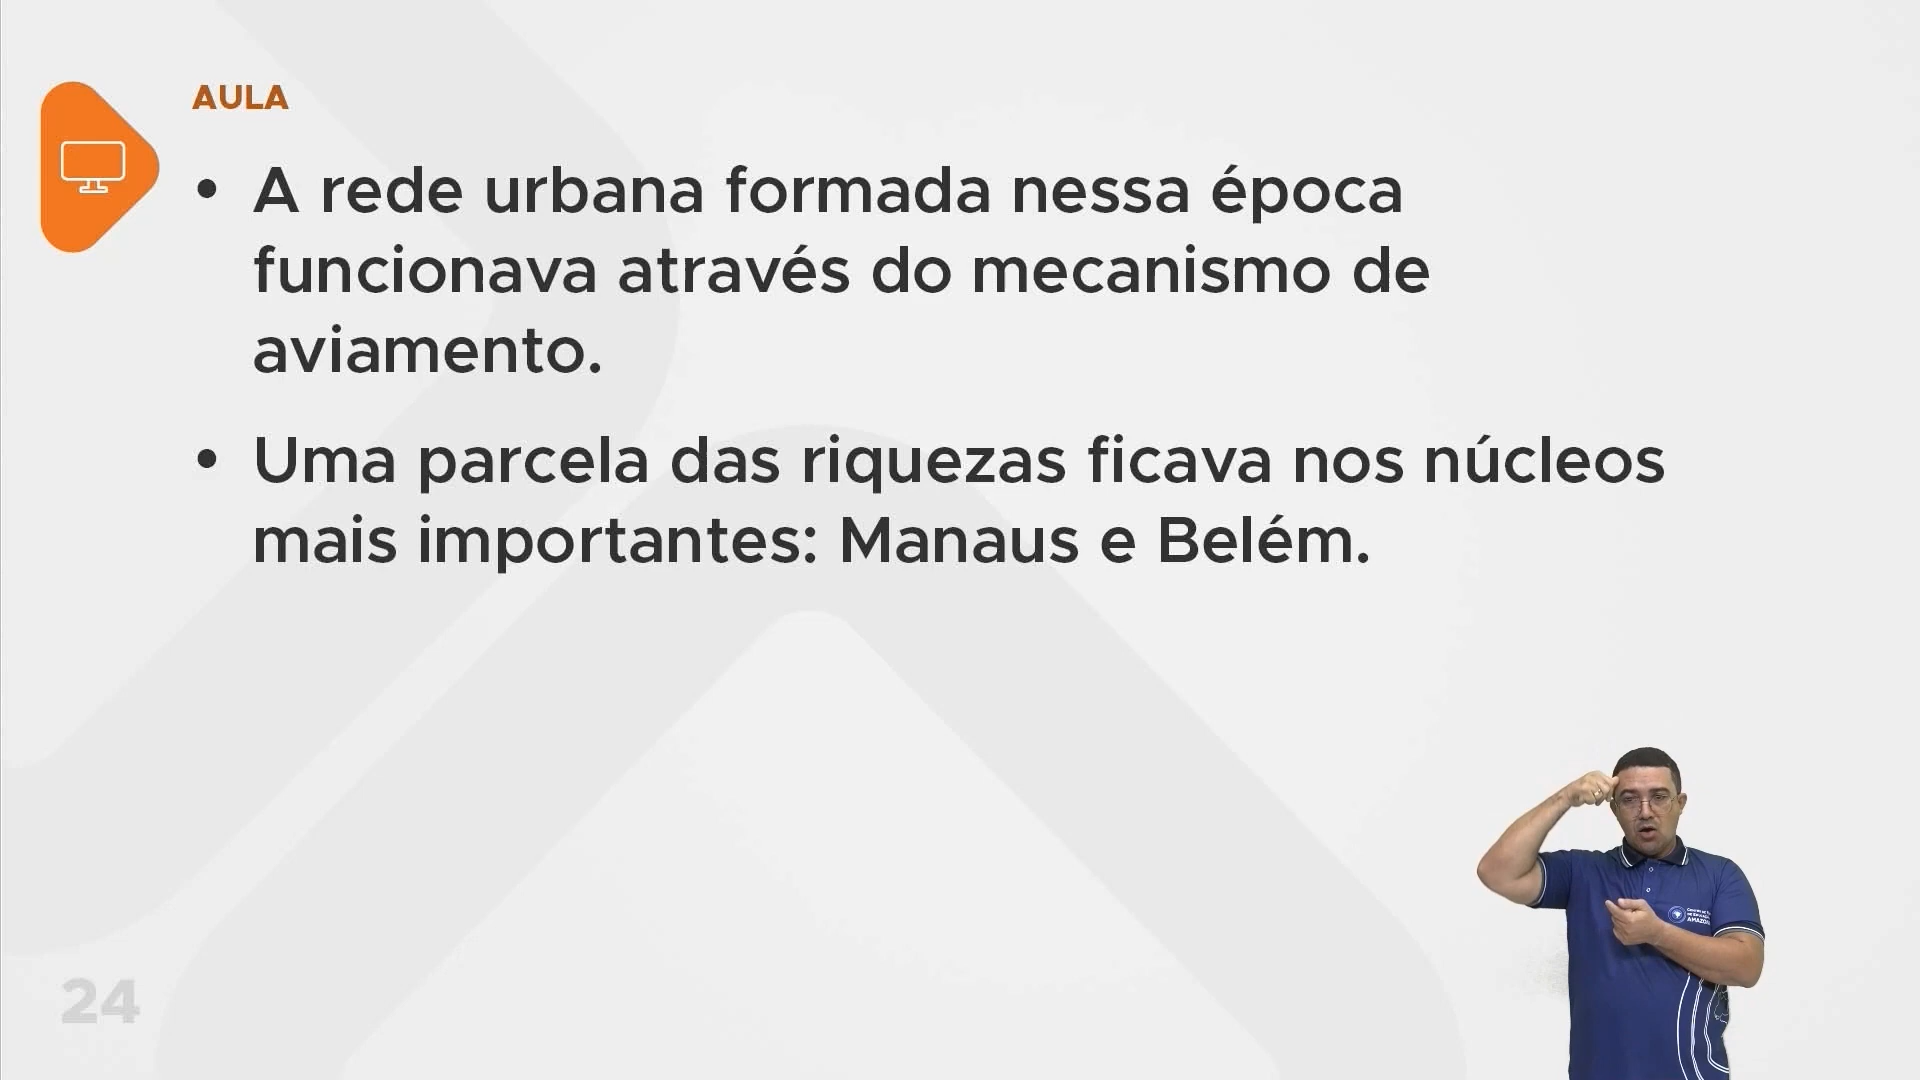 AULA
• A rede urbana formada nessa época
funcionava através do mecanismo de
aviamento.
• Uma parcela das riquezas ficava nos núcleos
mais importantes: Manaus e Belém.
24